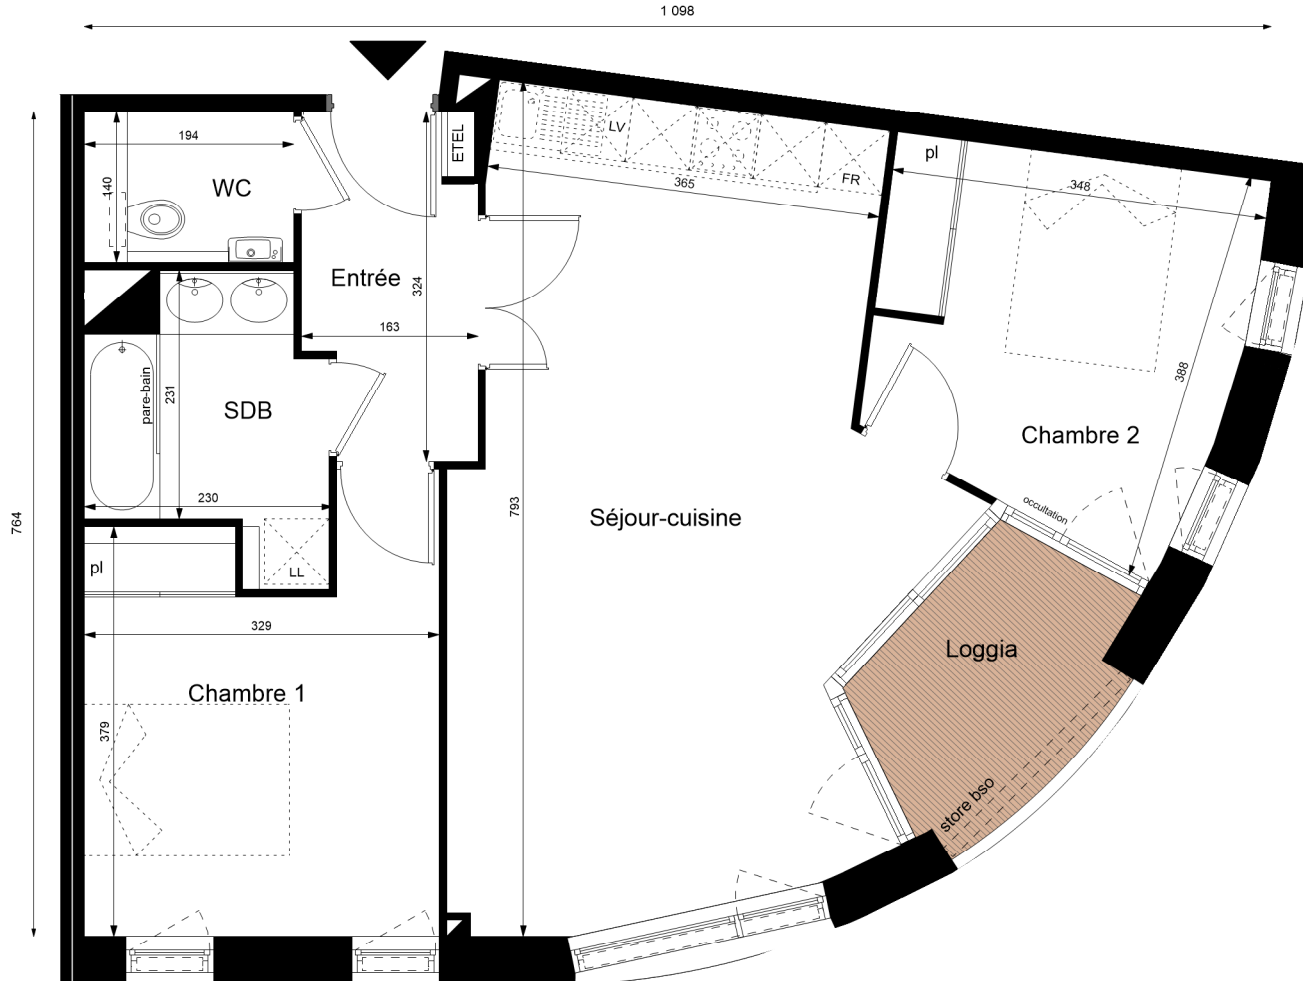 1 098
194
140
WC
ETEL
LV
365
FR
pl
348
Entrée
324
163
388
231
pare-bain
SDB
Chambre 2
230
793
764
Séjour-cuisine
occultation
pl
LL
329
Loggia
Chambre 1
379
store bso